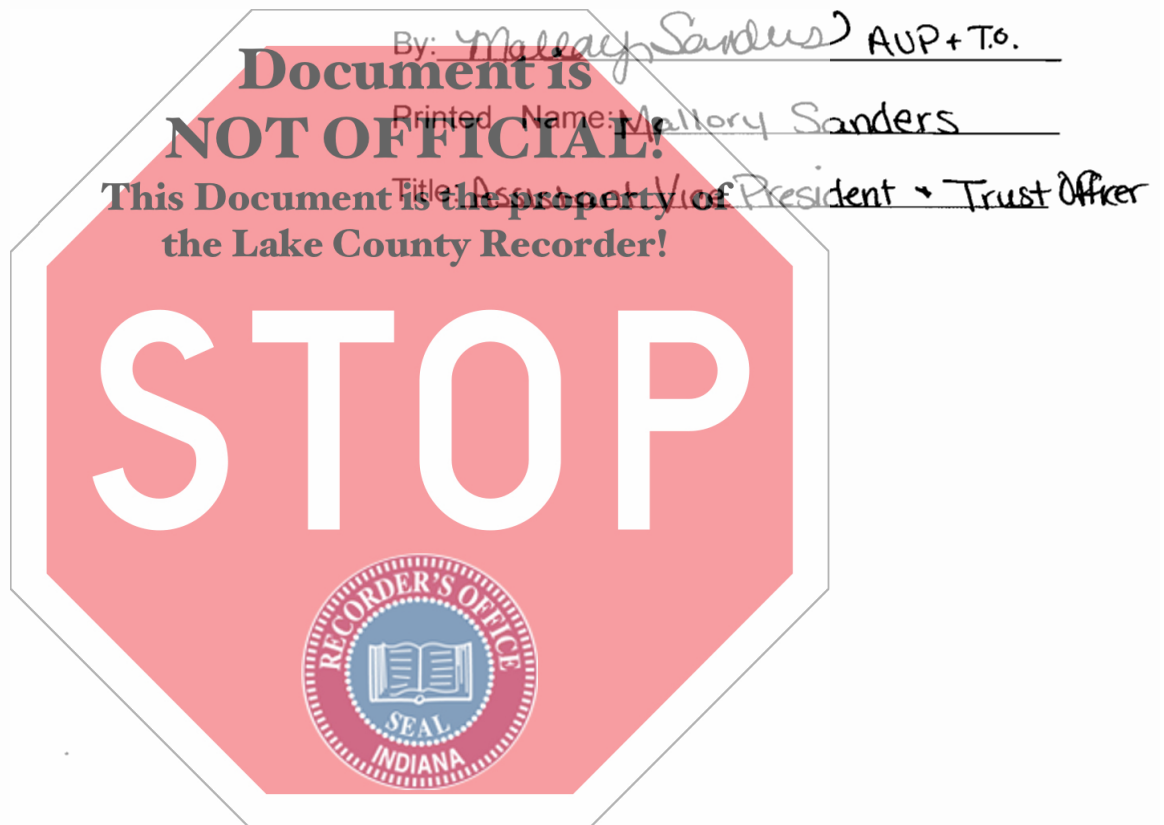 By: Mallory Sanders AVP + T.O.
Document is
Printed Name: Mallory Sanders
NOT OFFICIAL!
Title: Assistant Vice President + Trust Officer
This Document is the property of
the Lake County Recorder!
STOP
RECORDER'S OFFICE
SEAL
INDIANA